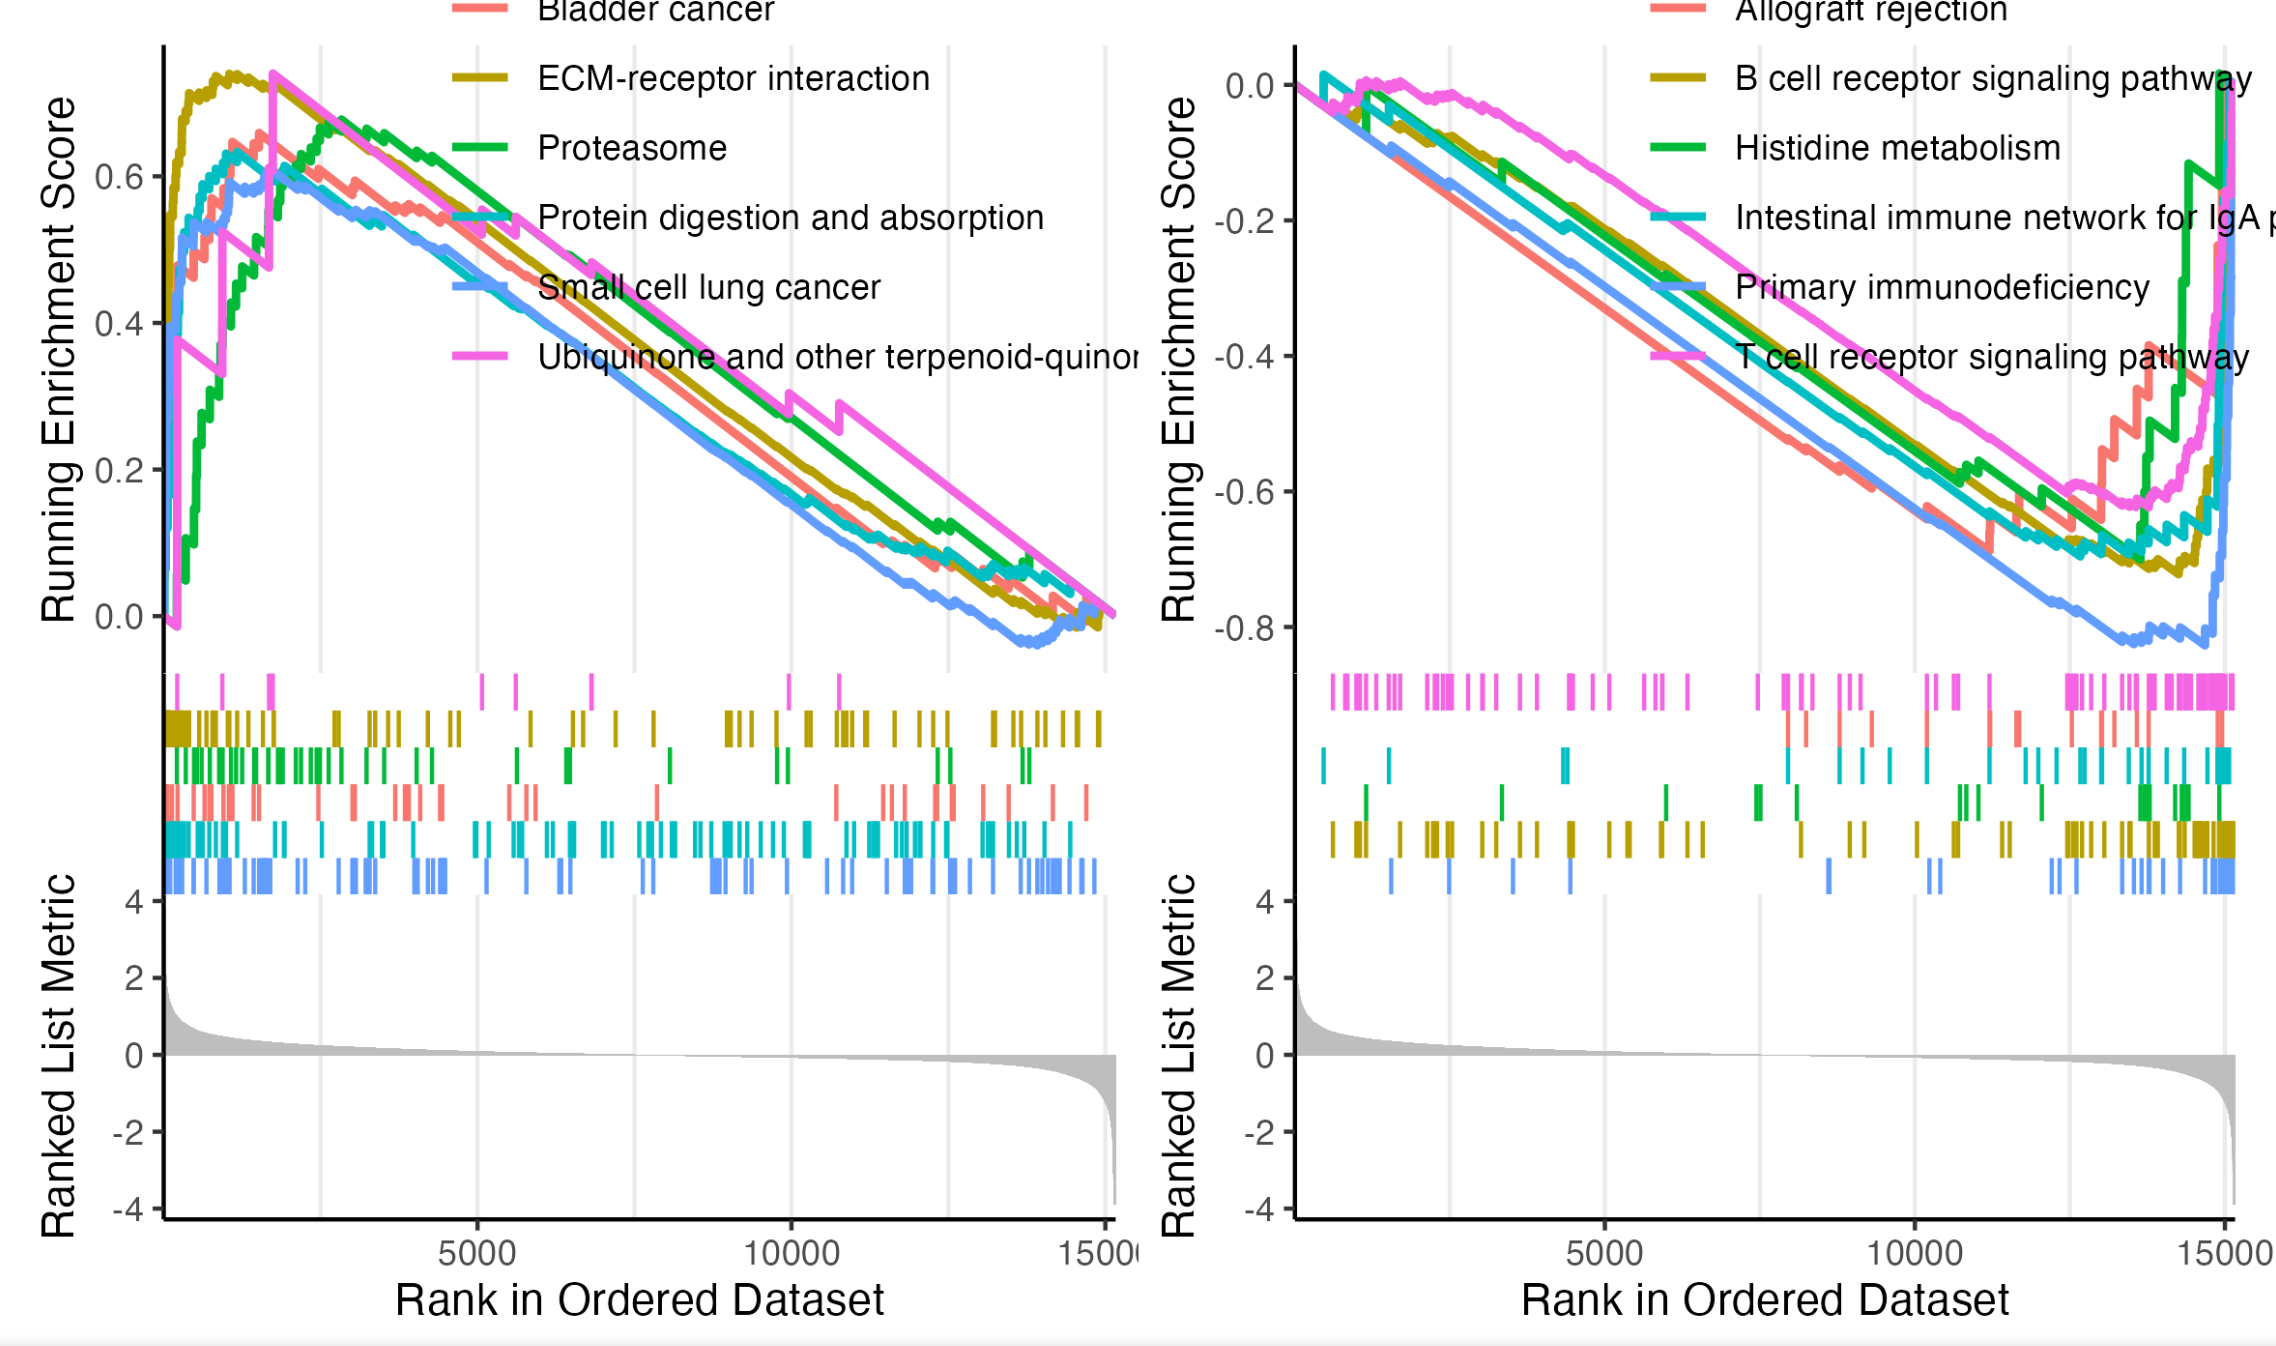 Bladder cancer
ECM-receptor interaction
Proteasome
Protein digestion and absorption
Small cell lung cancer
Ubiquinone and other
Running Enrichment Score
0.6
0.4
0.2
0.0
Ranked List Metric
4
2
0
-2
-4
5000
10000
Rank in Ordered Dataset
Allograft rejection
B cell receptor signaling pathway
Histidine metabolism
Intestinal immune network for IgA
Primary immunodeficiency
T cell receptor signaling pathway
Running Enrichment Score
0.0
-0.2
-0.4
-0.6
-0.8
Ranked List Metric
4
2
0
-2
-4
5000
10000
15000
Rank in Ordered Dataset